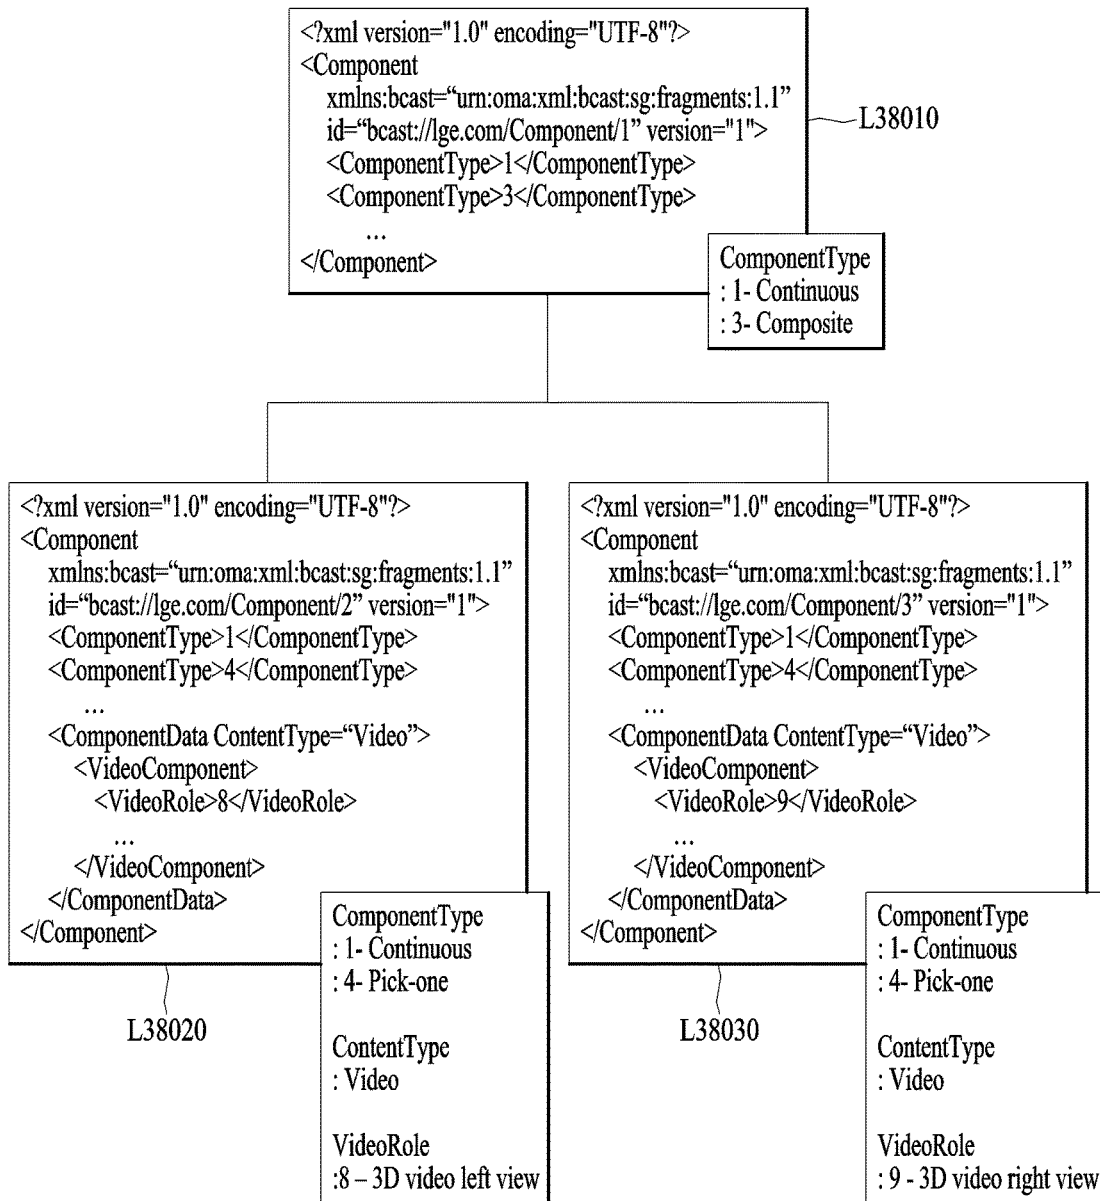 <?xml version="1.0" encoding="UTF-8"?>
<Component
xmlns:bcast=“urn:oma:xml:bcast:sg:fragments:1.1”
id=“bcast://lge.com/Component/1” version="1">
<ComponentType>1</ComponentType>
<ComponentType>3</ComponentType>
...
</Component>
L38010
ComponentType
: 1- Continuous
: 3- Composite
<?xml version="1.0" encoding="UTF-8"?>
<Component
xmlns:bcast=“urn:oma:xml:bcast:sg:fragments:1.1”
id=“bcast://lge.com/Component/2” version="1">
<ComponentType>1</ComponentType>
<ComponentType>4</ComponentType>
...
<ComponentData ContentType=“Video”>
<VideoComponent>
<VideoRole>8</VideoRole>
...
</VideoComponent>
</ComponentData>
</Component>
L38020
ComponentType
: 1- Continuous
: 4- Pick-one
ContentType
: Video
VideoRole
:8 – 3D video left view
<?xml version="1.0" encoding="UTF-8"?>
<Component
xmlns:bcast=“urn:oma:xml:bcast:sg:fragments:1.1”
id=“bcast://lge.com/Component/3” version="1">
<ComponentType>1</ComponentType>
<ComponentType>4</ComponentType>
...
<ComponentData ContentType=“Video”>
<VideoComponent>
<VideoRole>9</VideoRole>
...
</VideoComponent>
</ComponentData>
</Component>
L38030
ComponentType
: 1- Continuous
: 4- Pick-one
ContentType
: Video
VideoRole
: 9 - 3D video right view